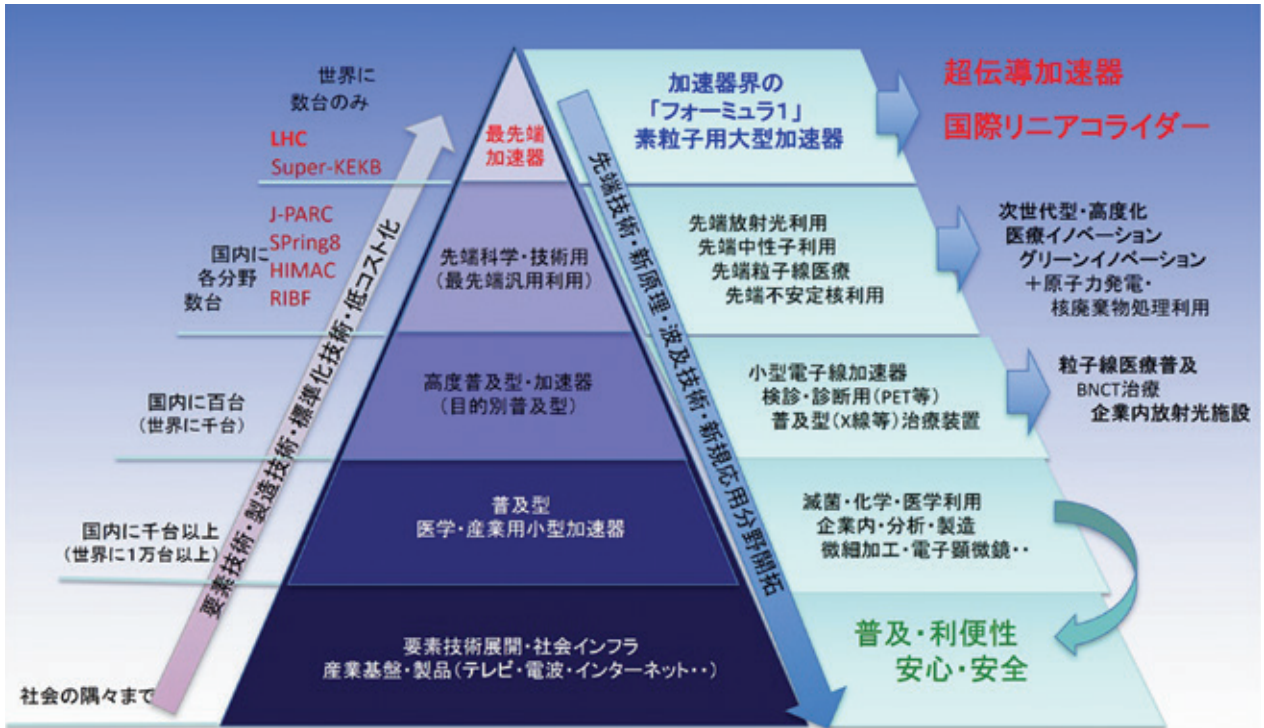 世界に
数台のみ
LHC
Super-KEKB
最先端
加速器
加速器界の
「フォーミュラ1」
素粒子用大型加速器
超伝導加速器
国際リニアコライダー
国内に
各分野
数台
J-PARC
SPring8
HIMAC
RIBF
先端科学・技術用
(最先端汎用利用)
先端放射光利用
先端中性子利用
先端粒子線医療
先端不安定核利用
次世代型・高度化
医療イノベーション
グリーンイノベーション
＋原子力発電・
核廃棄物処理利用
国内に百台
(世界に千台)
高度普及型・加速器
(目的別普及型)
小型電子線加速器
検診・診断用(PET等)
普及型(X線等)治療装置
粒子線医療普及
BNCT治療
企業内放射光施設
国内に千台以上
(世界に1万台以上)
普及型
医学・産業用小型加速器
滅菌・化学・医学利用
企業内・分析・製造
微細加工・電子顕微鏡・・
社会の隅々まで
要素技術展開・社会インフラ
産業基盤・製品(テレビ・電波・インターネット・・)
普及・利便性
安心・安全
要素技術・製造技術・標準化技術・低コスト化
先端技術・新原理・波及技術・新規応用分野開拓